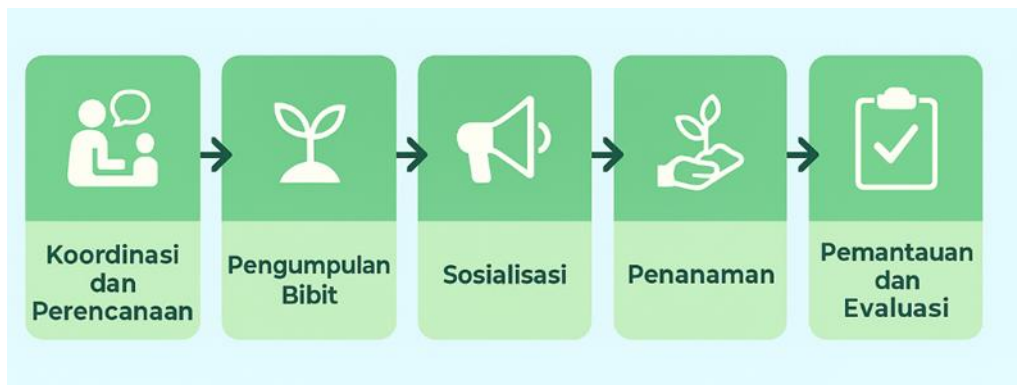 Koordinasi
dan
Perencanaan
Pengumpulan
Bibit
Sosialisasi
Penanaman
Pemantauan
dan
Evaluasi